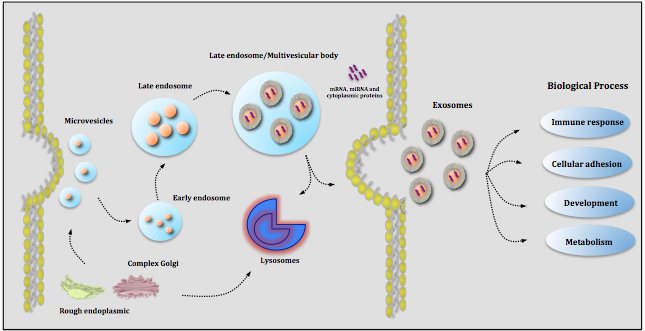 Late endosome/Multivesicular body
Late endosome
mRNA, miRNA and
cytoplasmic proteins
Biological Process
Microvesicles
Exosomes
Immune response
Cellular adhesion
Early endosome
Development
Metabolism
Complex Golgi
Lysosomes
Rough endoplasmic